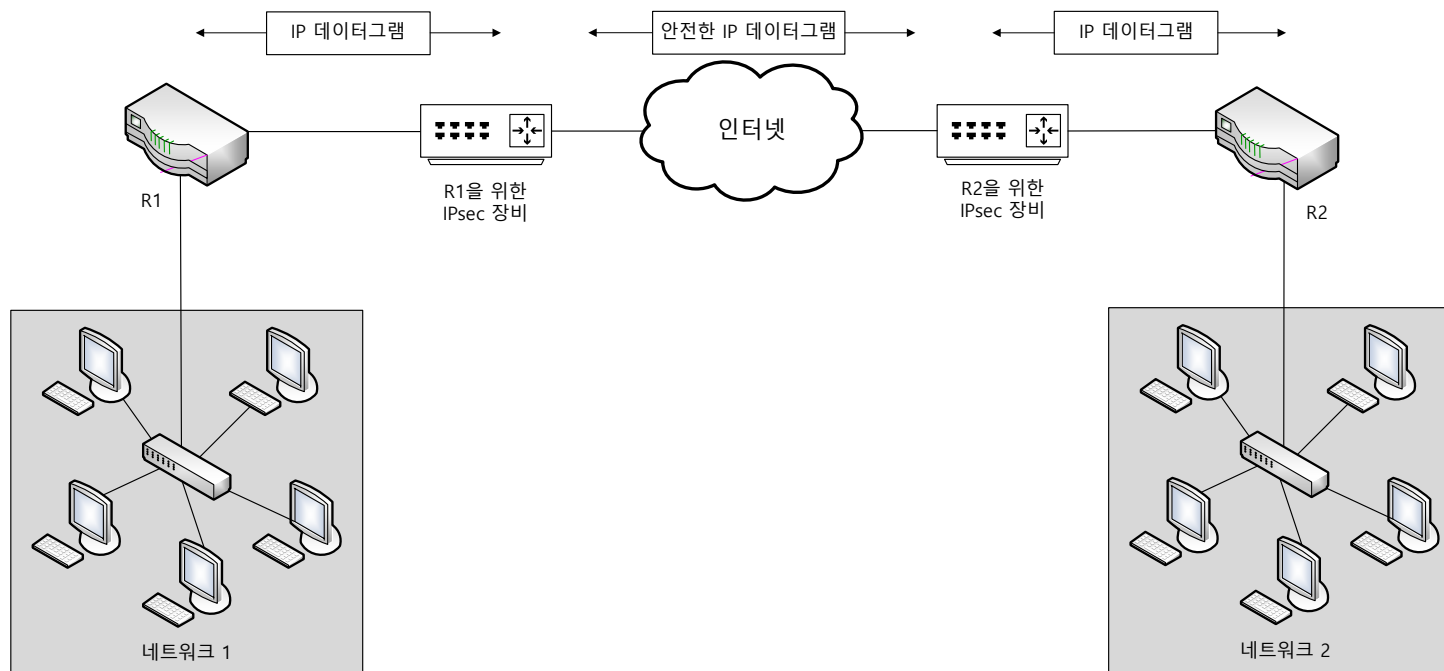 IP 데이터그램
안전한 IP 데이터그램
IP 데이터그램
인터넷
R1
R1을 위한
IPsec 장비
R2을 위한
IPsec 장비
R2
네트워크 1
네트워크 2